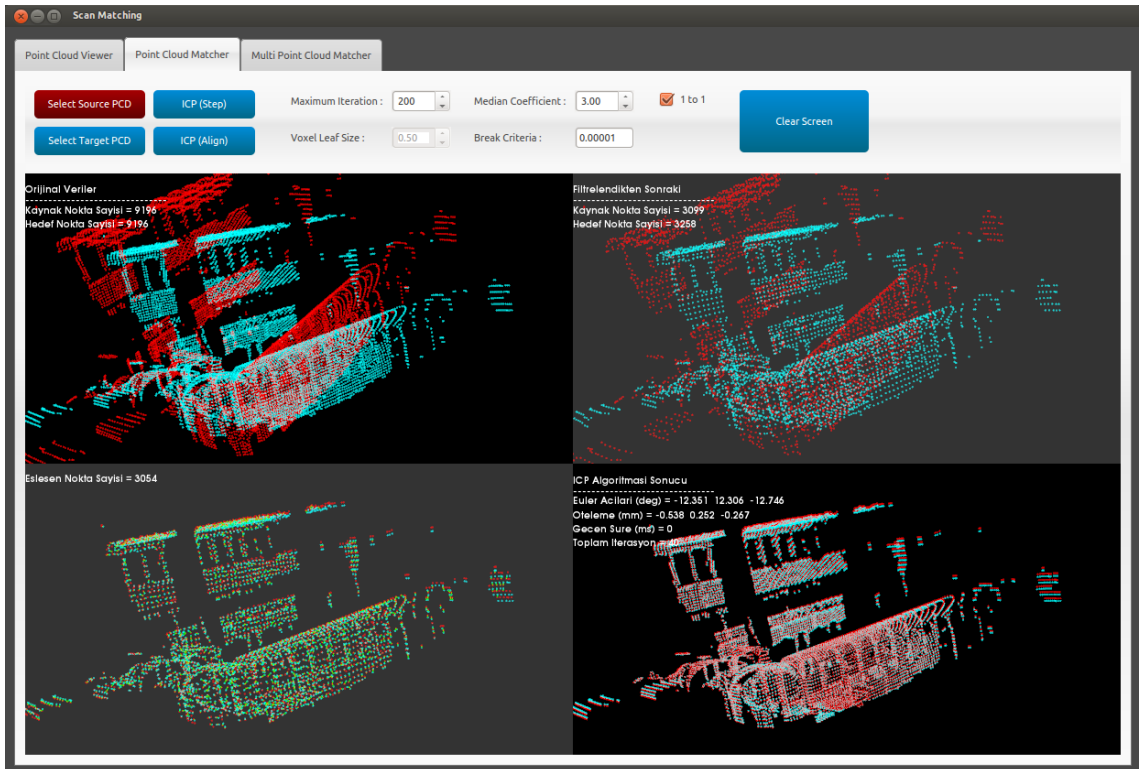 Scan Matching
Point Cloud Viewer
Point Cloud Matcher
Multi Point Cloud Matcher
Select Source PCD
ICP (Step)
Maximum Iteration :
200
Median Coefficient :
3.00
1 to 1
Clear Screen
Select Target PCD
ICP (Align)
Voxel Leaf Size :
0.50
Break Criteria :
0.00001
Orijinal Veriler
Kaynak Nokta Sayisi = 9196
Hedef Nokta Sayisi = 9196
Filtrelendikten Sonraki
Kaynak Nokta Sayisi = 3099
Hedef Nokta Sayisi = 3258
Eslesen Nokta Sayisi = 3054
ICP Algoritmasi Sonucu
Euler Acilari (deg) = -12.351 12.306 -12.746
Oteleme (mm) = -0.538 0.252 -0.267
Gecen Sure (ms) = 0
Toplam Iterasyon = 40